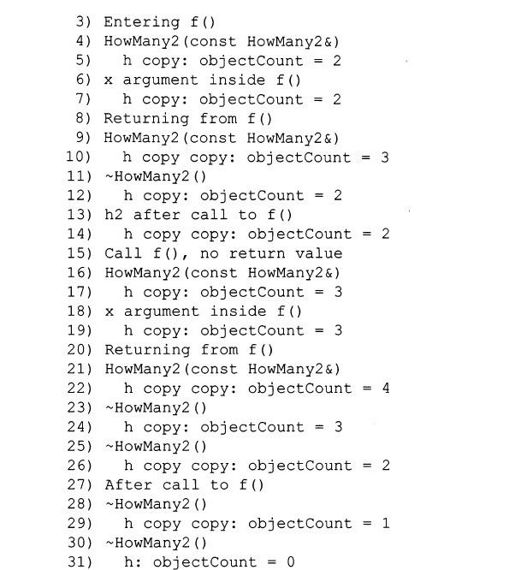 3) Entering f()
4) HowMany2(const HowMany2&)
5)   h copy: objectCount = 2
6) x argument inside f()
7)   h copy: objectCount = 2
8) Returning from f()
9) HowMany2(const HowMany2&)
10)   h copy copy: objectCount = 3
11) ~HowMany2()
12)   h copy: objectCount = 2
13) h2 after call to f()
14)   h copy copy: objectCount = 2
15) Call f(), no return value
16) HowMany2(const HowMany2&)
17)   h copy: objectCount = 3
18) x argument inside f()
19)   h copy: objectCount = 3
20) Returning from f()
21) HowMany2(const HowMany2&)
22)   h copy copy: objectCount = 4
23) ~HowMany2()
24)   h copy: objectCount = 3
25) ~HowMany2()
26)   h copy copy: objectCount = 2
27) After call to f()
28) ~HowMany2()
29)   h copy copy: objectCount = 1
30) ~HowMany2()
31)   h: objectCount = 0